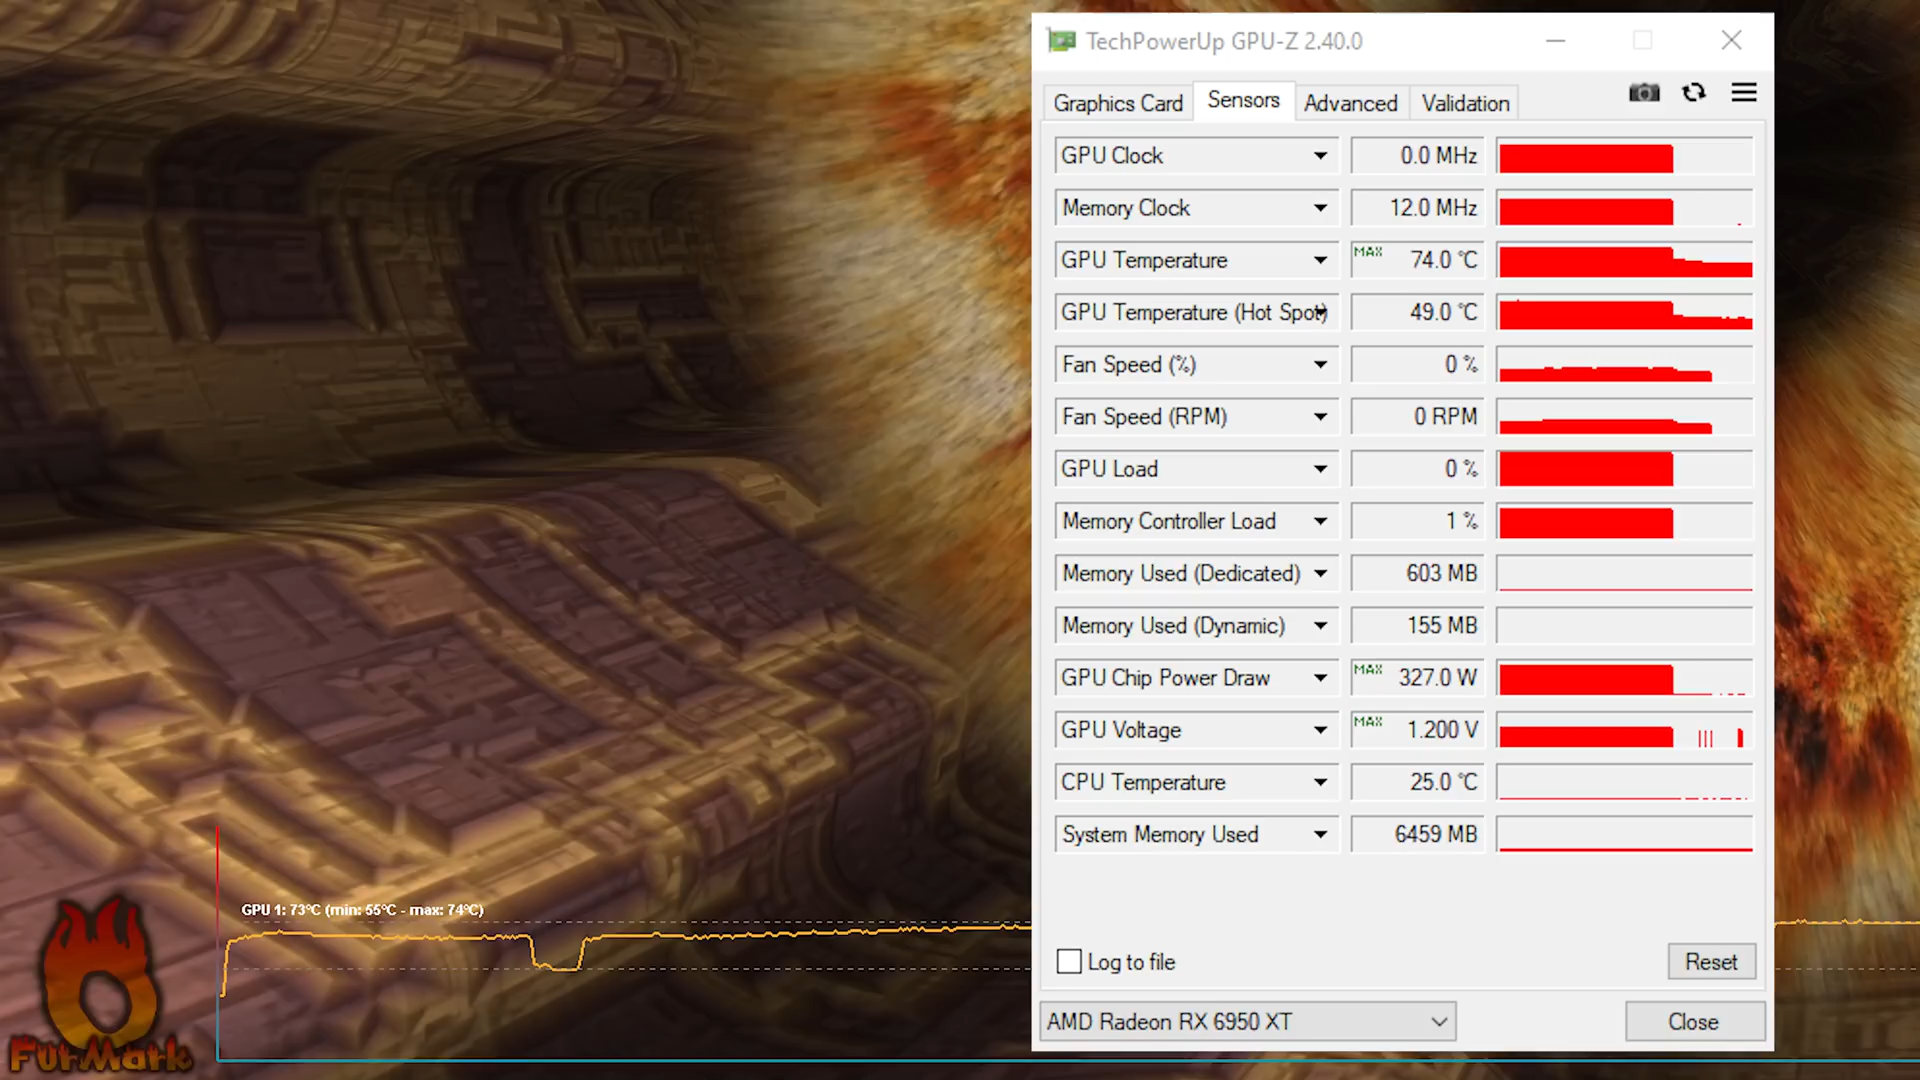 TechPowerUp GPU-Z 2.40.0
Graphics Card Sensors Advanced Validation
GPU Clock 0.0 MHz
Memory Clock 12.0 MHz
GPU Temperature MAX 74.0 °C
GPU Temperature (Hot Spot) 49.0 °C
Fan Speed (%) 0 %
Fan Speed (RPM) 0 RPM
GPU Load 0 %
Memory Controller Load 1 %
Memory Used (Dedicated) 603 MB
Memory Used (Dynamic) 155 MB
GPU Chip Power Draw MAX 327.0 W
GPU Voltage MAX 1.200 V
CPU Temperature 25.0 °C
System Memory Used 6459 MB
Log to file Reset
AMD Radeon RX 6950 XT Close
GPU 1: 73°C (min: 55°C - max: 74°C)
FurMark